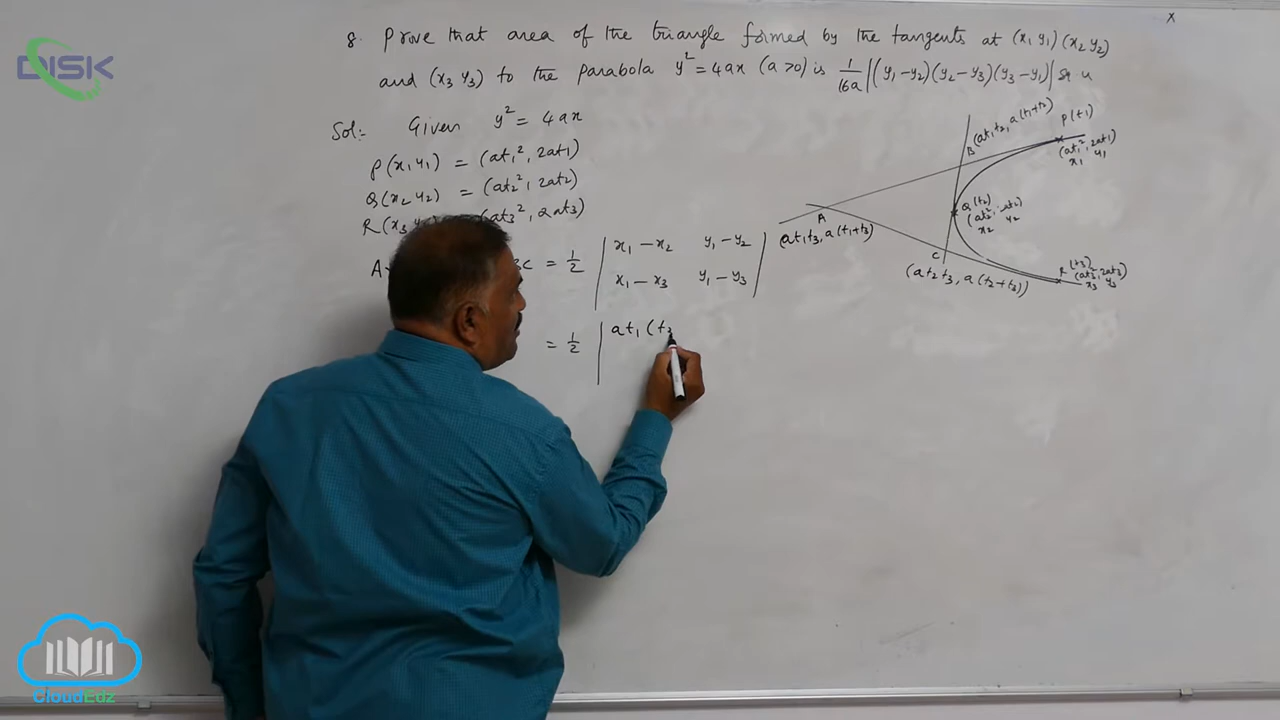 x
8. Prove that area of the triangle formed by the tangents at (x1 y1) (x2 y2)
and (x3 y3) to the parabola y² = 4ax (a>0) is 1/16a |(y1-y2)(y2-y3)(y3-y1)| sq u
Sol:- Given y² = 4ax
P(x1 y1) = (at1², 2at1)
Q(x2 y2) = (at2², 2at2)
R(x3 y (at3², 2at3)
A BC = 1/2 | x1-x2 y1-y2 |
| x1-x3 y1-y3 |
= 1/2 | at1 (t
B (at1t2, a(t1+t2))
P(t1)
(at1², 2at1)
x1 y1
Q(t2)
(at2², 2at2)
x2 y2
A
(at1t3, a(t1+t3))
C
(at2t3, a(t2+t3))
R (t3)
(at3², 2at3)
x3 y3
DISK
CloudEdz